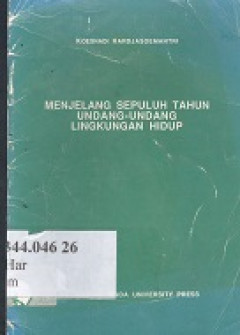 KOESNADI HARDJASOEMANTRI
MENJELANG SEPULUH TAHUN
UNDANG-UNDANG
LINGKUNGAN HIDUP
344.046 26
Har
m
UNIVERSITY PRESS